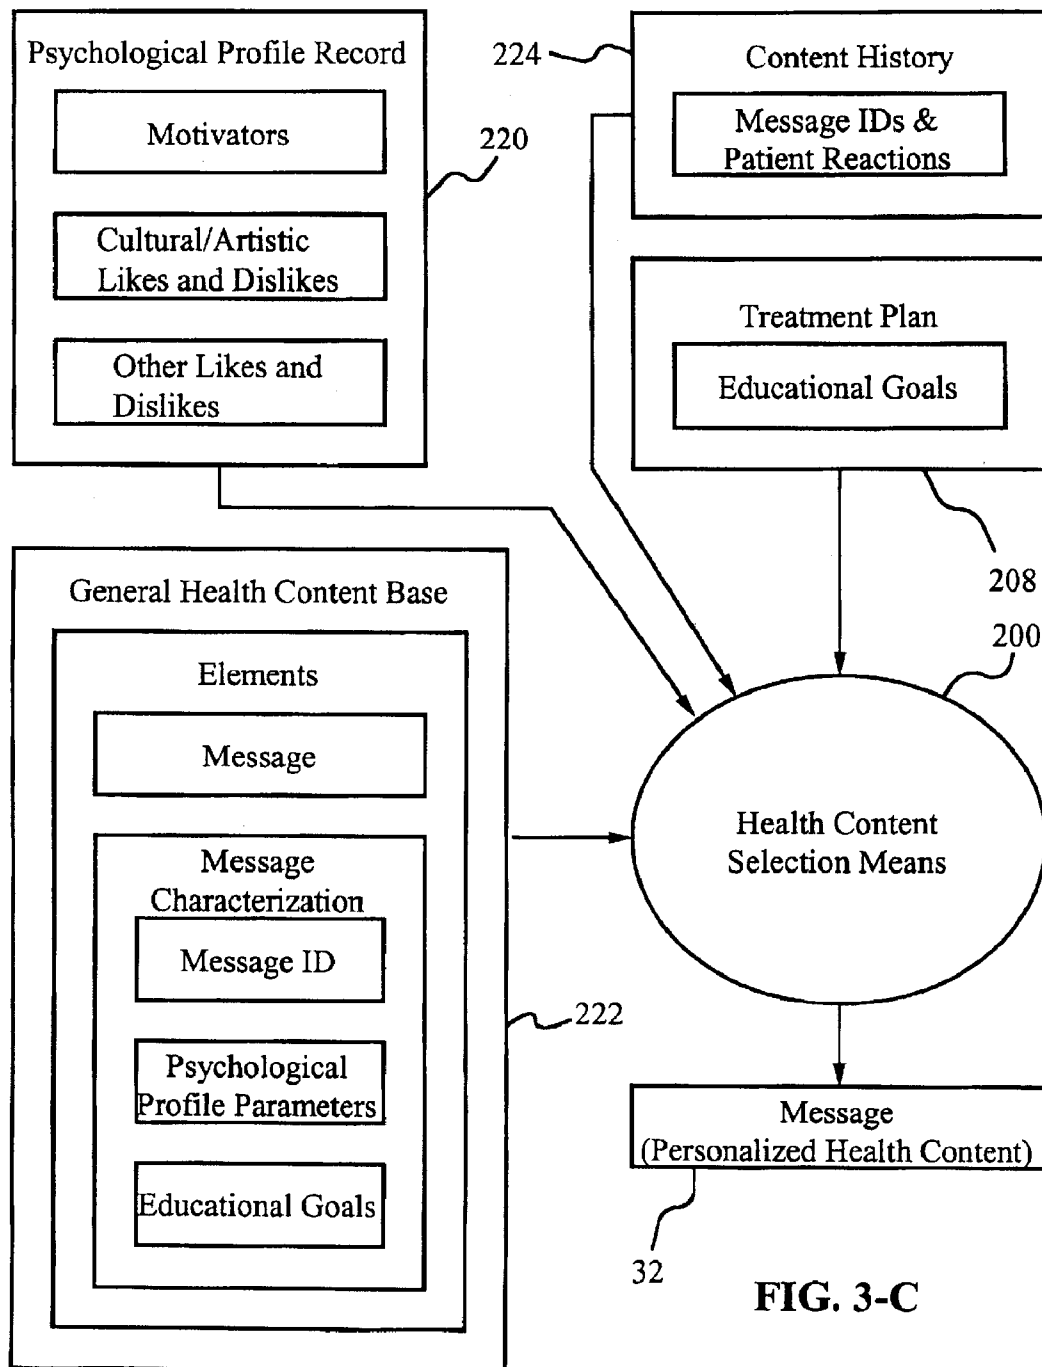 Psychological Profile Record
Motivators
Cultural/Artistic
Likes and Dislikes
Other Likes and
Dislikes
220
224
Content History
Message IDs &
Patient Reactions
Treatment Plan
Educational Goals
208
General Health Content Base
Elements
Message
Message
Characterization
Message ID
Psychological
Profile Parameters
Educational Goals
222
200
Health Content
Selection Means
Message
(Personalized Health Content)
32
FIG. 3-C